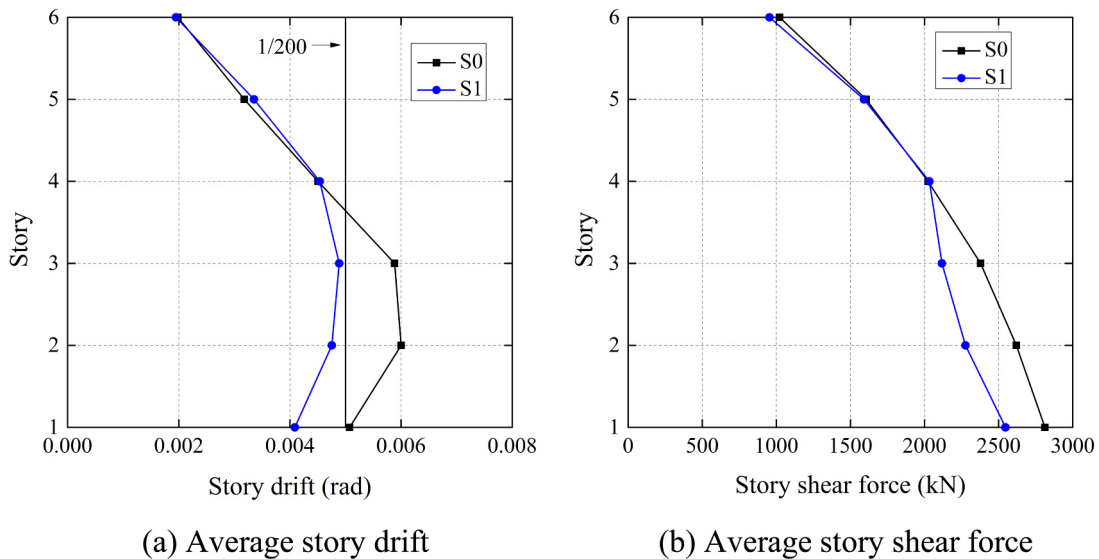 6
5
4
3
2
1
Story
1/200
S0
S1
0.000
0.002
0.004
0.006
0.008
Story drift (rad)
(a) Average story drift
6
5
4
3
2
1
Story
S0
S1
0
500
1000
1500
2000
2500
3000
Story shear force (kN)
(b) Average story shear force